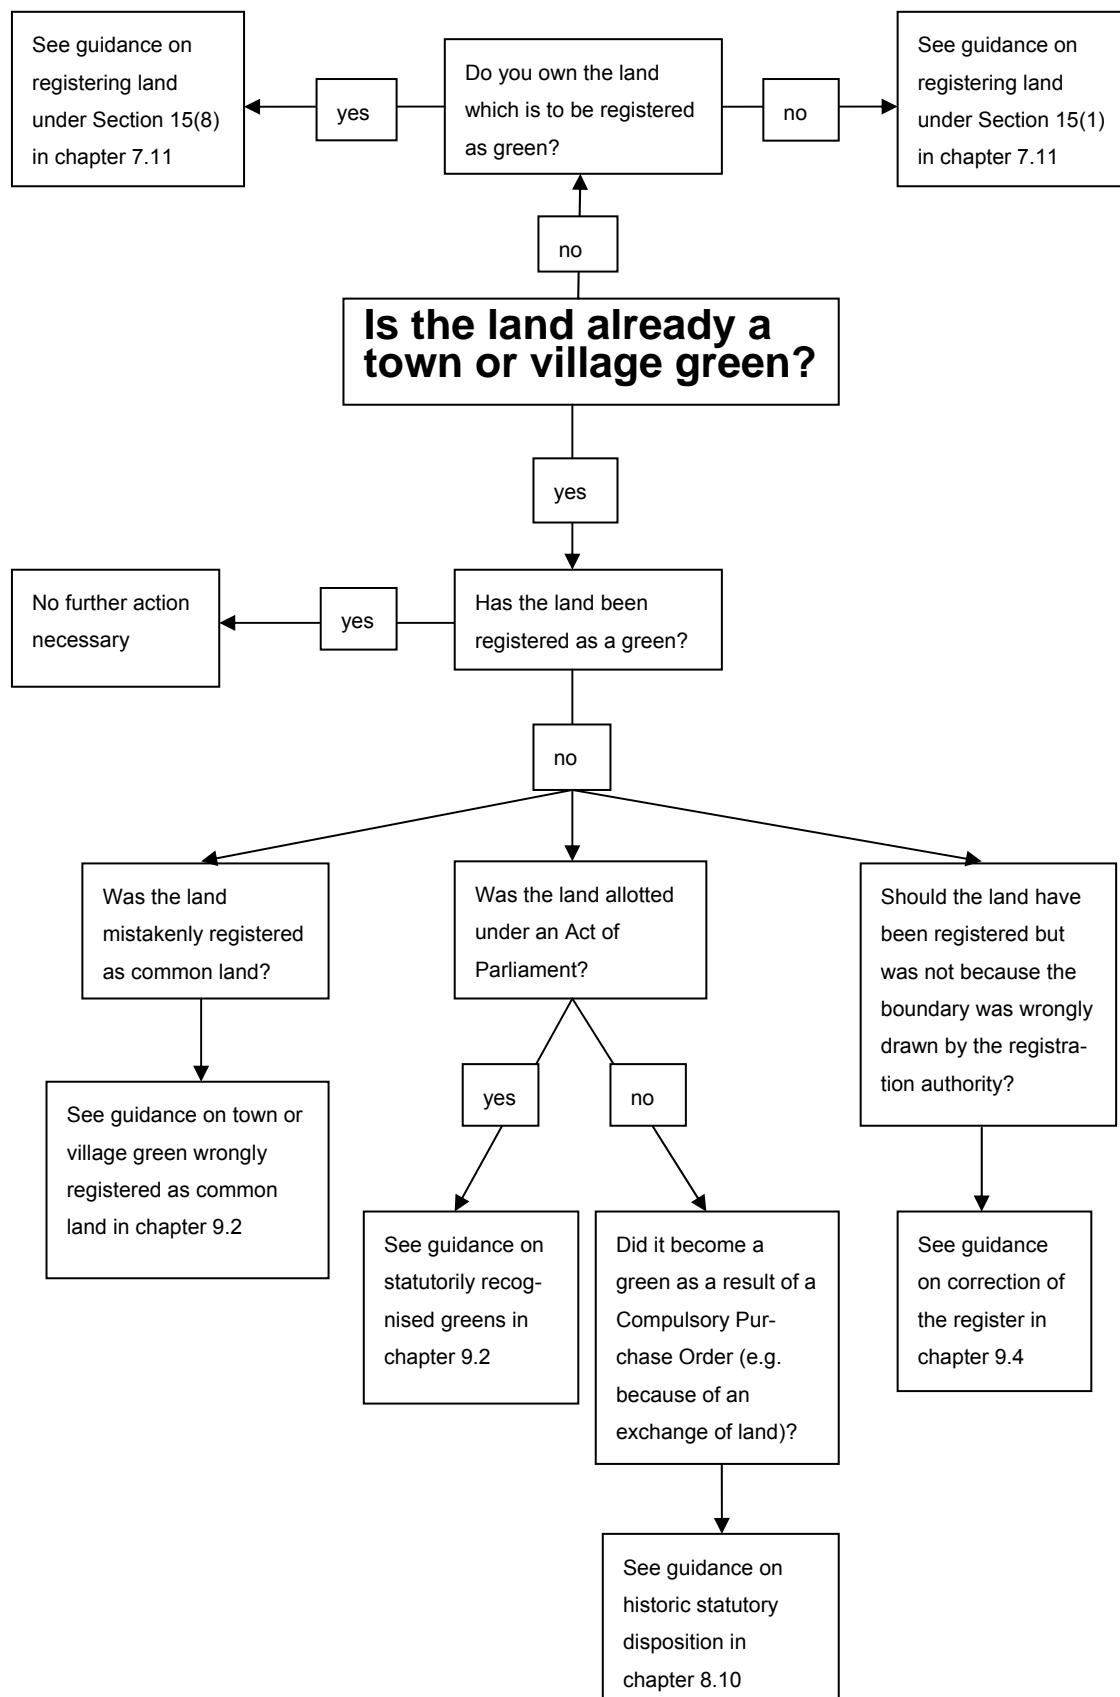 See guidance on
registering land
under Section 15(8)
in chapter 7.11
yes
Do you own the land
which is to be registered
as green?
no
See guidance on
registering land
under Section 15(1)
in chapter 7.11
no
Is the land already a
town or village green?
yes
No further action
necessary
yes
Has the land been
registered as a green?
no
Was the land
mistakenly registered
as common land?
Was the land allotted
under an Act of
Parliament?
Should the land have
been registered but
was not because the
boundary was wrongly
drawn by the registra-
tion authority?
yes
no
See guidance on town or
village green wrongly
registered as common
land in chapter 9.2
See guidance on
statutorily recog-
nised greens in
chapter 9.2
Did it become a
green as a result of a
Compulsory Pur-
chase Order (e.g.
because of an
exchange of land)?
See guidance
on correction of
the register in
chapter 9.4
See guidance on
historic statutory
disposition in
chapter 8.10